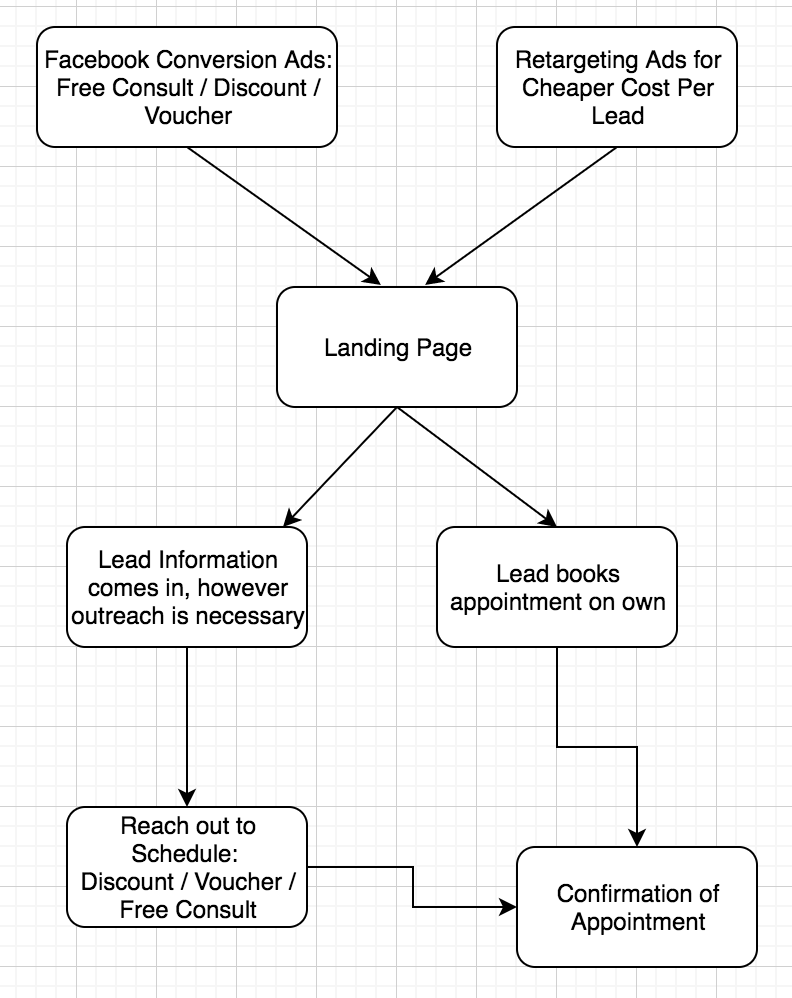 Facebook Conversion Ads:
Free Consult / Discount /
Voucher
Retargeting Ads for
Cheaper Cost Per
Lead
Landing Page
Lead Information
comes in, however
outreach is necessary
Lead books
appointment on own
Reach out to
Schedule:
Discount / Voucher /
Free Consult
Confirmation of
Appointment